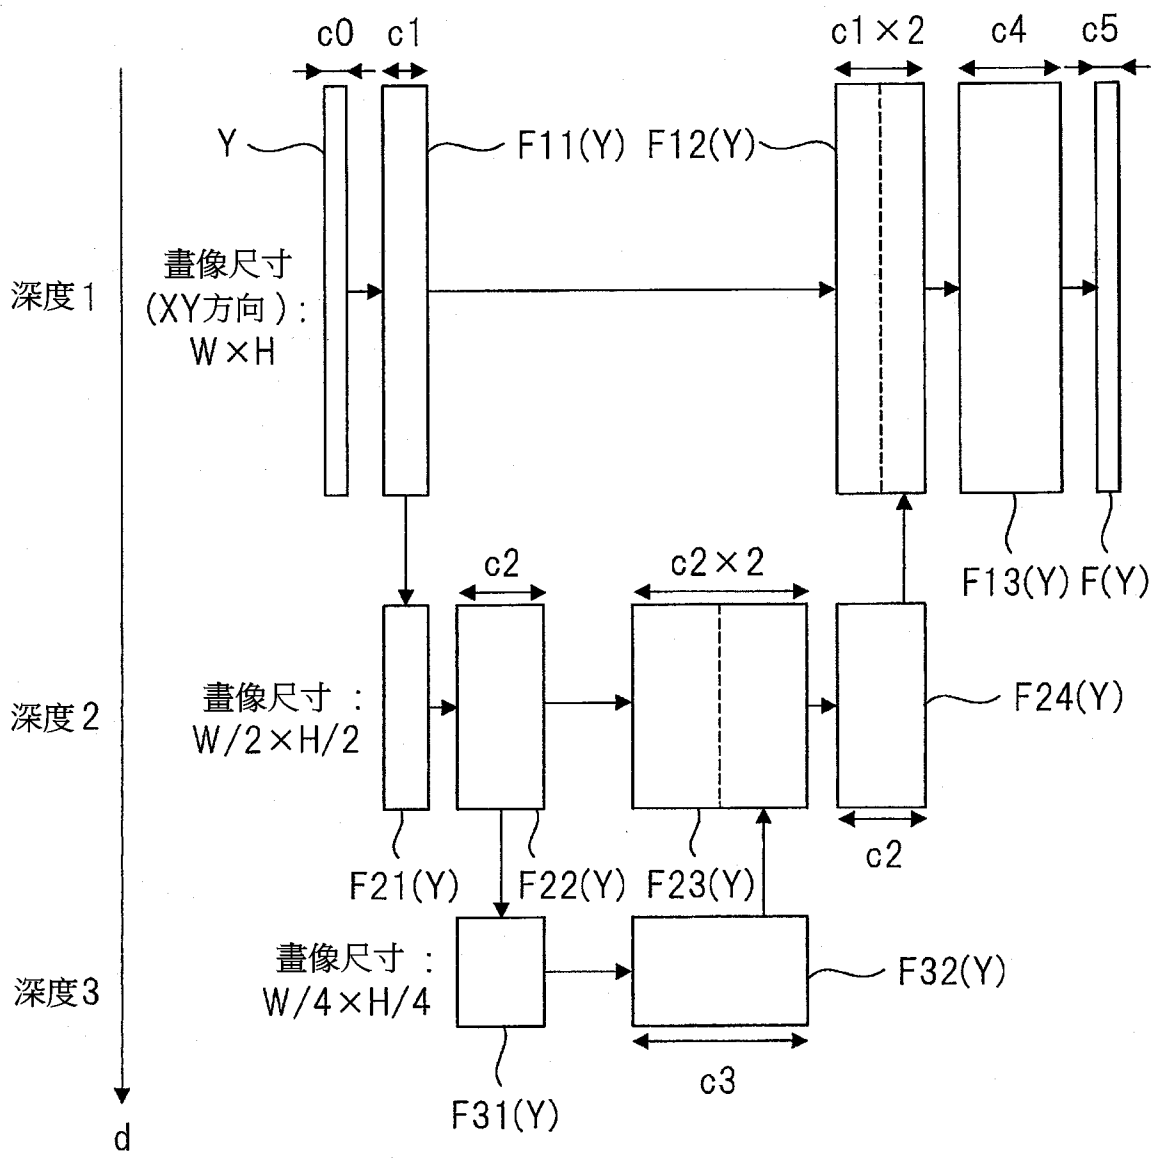 c0
c1
c1×2
c4
c5
Y
F11(Y)
F12(Y)
深度1
畫像尺寸
(XY方向):
W×H
F13(Y)
F(Y)
c2
c2×2
深度2
畫像尺寸:
W/2×H/2
F24(Y)
c2
F21(Y)
F22(Y)
F23(Y)
深度3
畫像尺寸:
W/4×H/4
F32(Y)
c3
F31(Y)
d